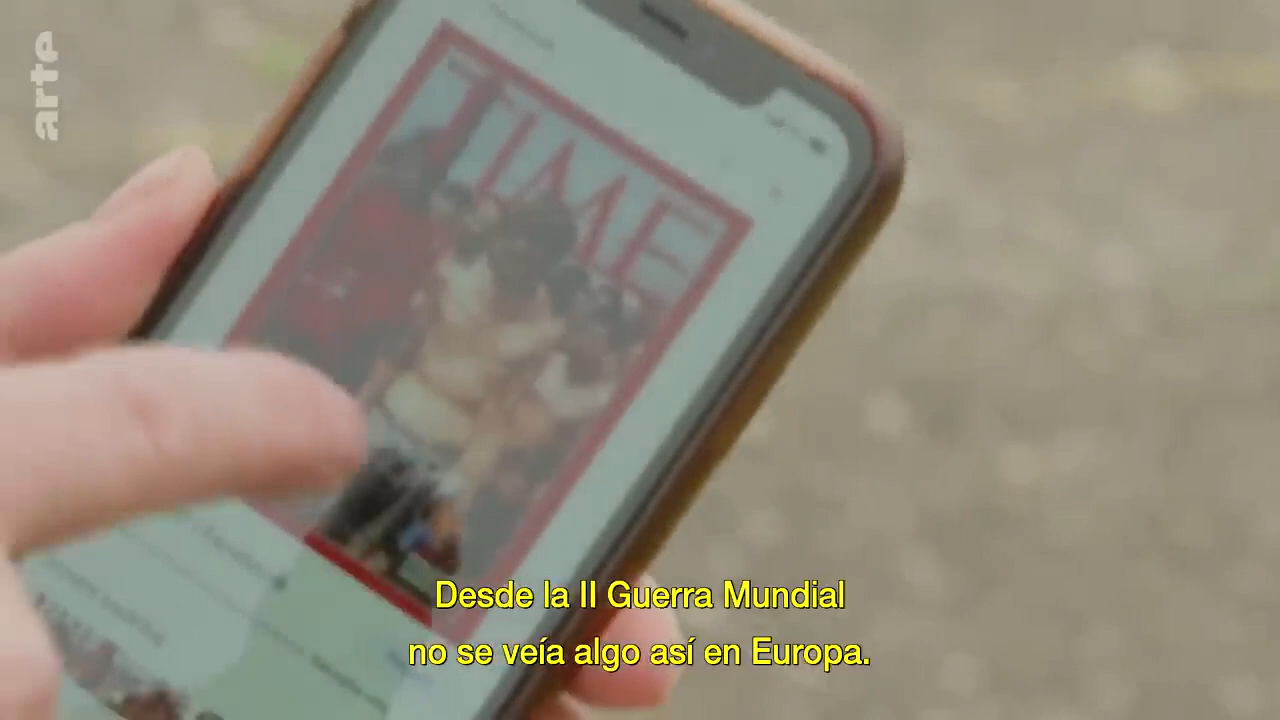 arte
TIME
Desde la II Guerra Mundial
no se veía algo así en Europa.